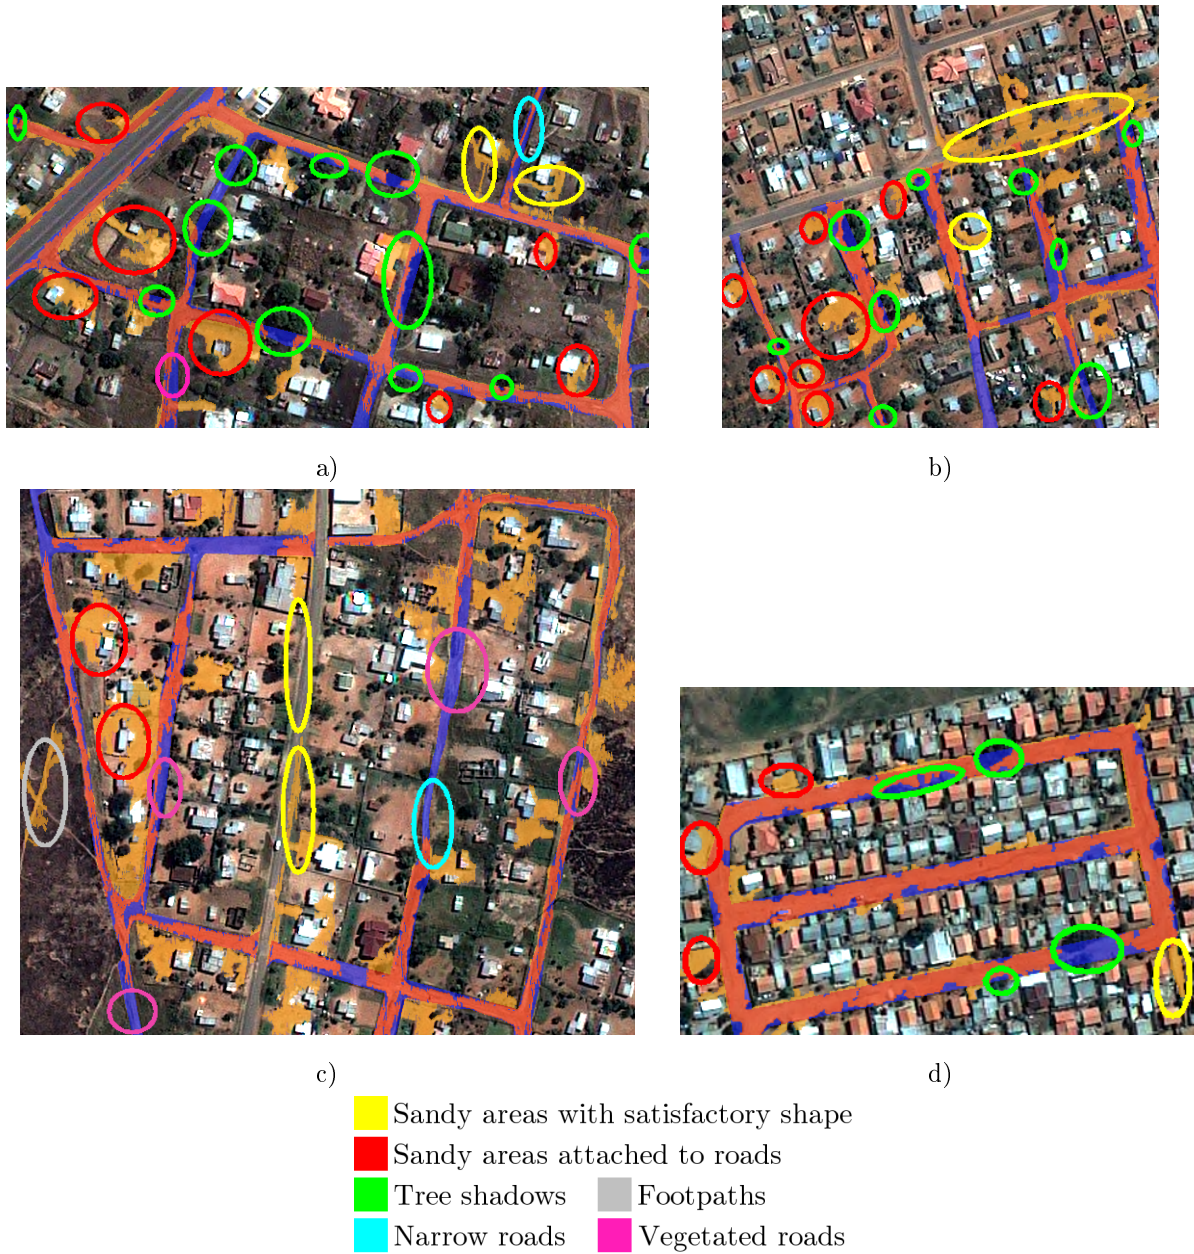 a)
b)
c)
d)
Sandy areas with satisfactory shape
Sandy areas attached to roads
Tree shadows Footpaths
Narrow roads Vegetated roads